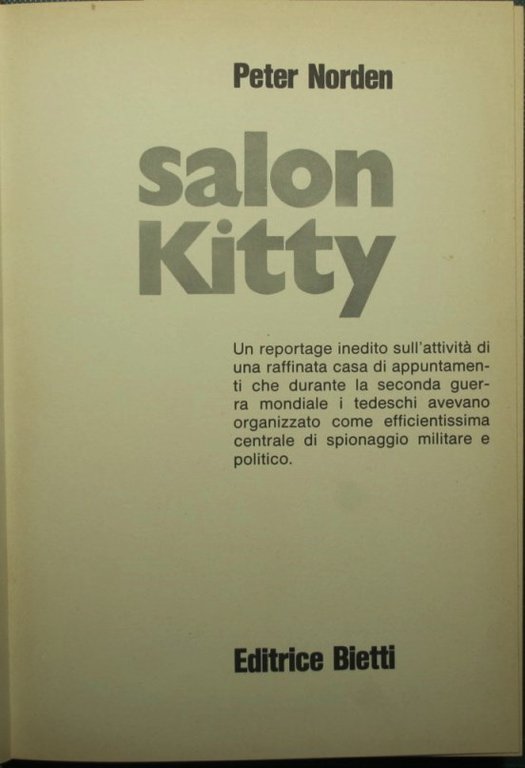 Peter Norden
salon
Kitty
Un reportage inedito sull'attività di
una raffinata casa di appuntamen-
ti che durante la seconda guer-
ra mondiale i tedeschi avevano
organizzato come efficientissima
centrale di spionaggio militare e
politico.
Editrice Bietti